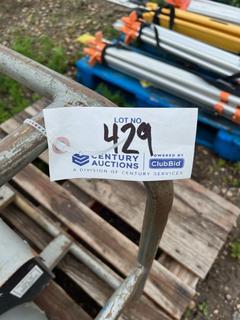 LOT NO.
429
CENTURY
AUCTIONS
POWERED BY
ClubBid
A DIVISION OF CENTURY SERVICES